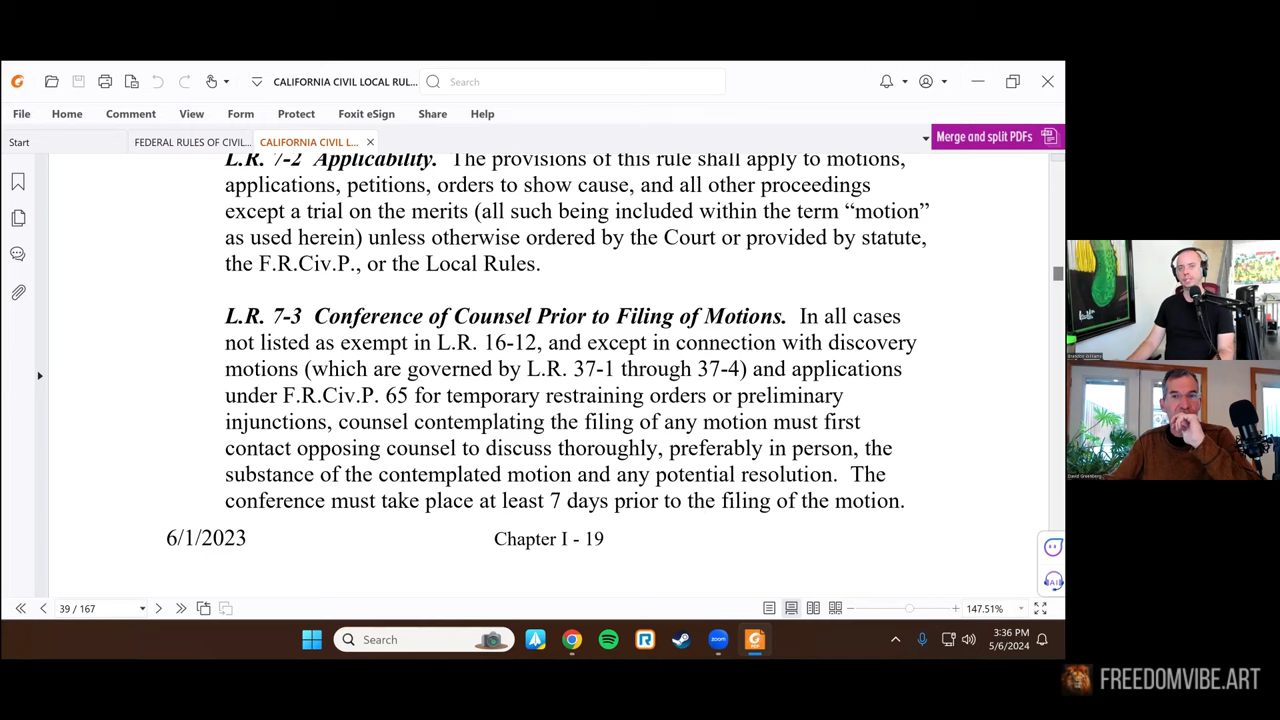 CALIFORNIA CIVIL LOCAL RUL...
Search
File Home Comment View Form Protect Foxit eSign Share Help
Start
FEDERAL RULES OF CIVIL...
CALIFORNIA CIVIL L...
Merge and split PDFs
L.R. 7-2 Applicability. The provisions of this rule shall apply to motions,
applications, petitions, orders to show cause, and all other proceedings
except a trial on the merits (all such being included within the term “motion”
as used herein) unless otherwise ordered by the Court or provided by statute,
the F.R.Civ.P., or the Local Rules.
L.R. 7-3 Conference of Counsel Prior to Filing of Motions. In all cases
not listed as exempt in L.R. 16-12, and except in connection with discovery
motions (which are governed by L.R. 37-1 through 37-4) and applications
under F.R.Civ.P. 65 for temporary restraining orders or preliminary
injunctions, counsel contemplating the filing of any motion must first
contact opposing counsel to discuss thoroughly, preferably in person, the
substance of the contemplated motion and any potential resolution. The
conference must take place at least 7 days prior to the filing of the motion.
6/1/2023
Chapter I - 19
39 / 167
147.51%
Search
zoom
3:36 PM
5/6/2024
Brandon Williams
David Greenberg
FREEDOMVIBE.ART